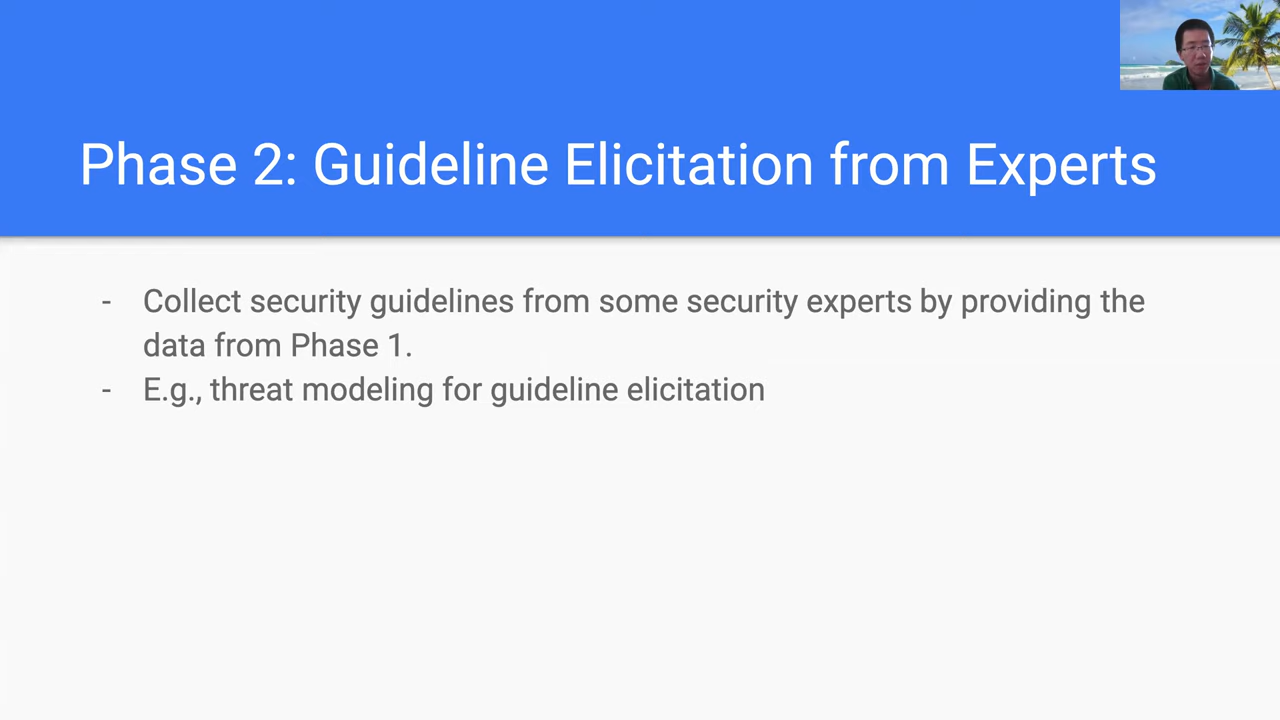 Phase 2: Guideline Elicitation from Experts
- Collect security guidelines from some security experts by providing the
data from Phase 1.
- E.g., threat modeling for guideline elicitation